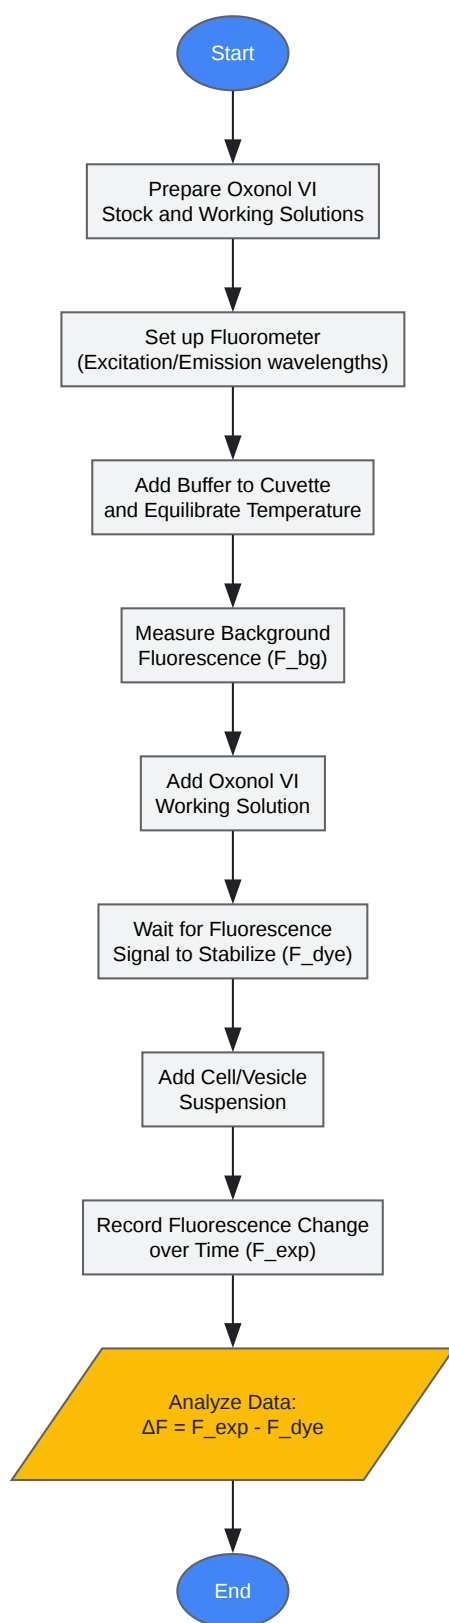 Start
Prepare Oxonol VI
Stock and Working Solutions
Set up Fluorometer
(Excitation/Emission wavelengths)
Add Buffer to Cuvette
and Equilibrate Temperature
Measure Background
Fluorescence (F_bg)
Add Oxonol VI
Working Solution
Wait for Fluorescence
Signal to Stabilize (F_dye)
Add Cell/Vesicle
Suspension
Record Fluorescence Change
over Time (F_exp)
Analyze Data:
ΔF = F_exp - F_dye
End